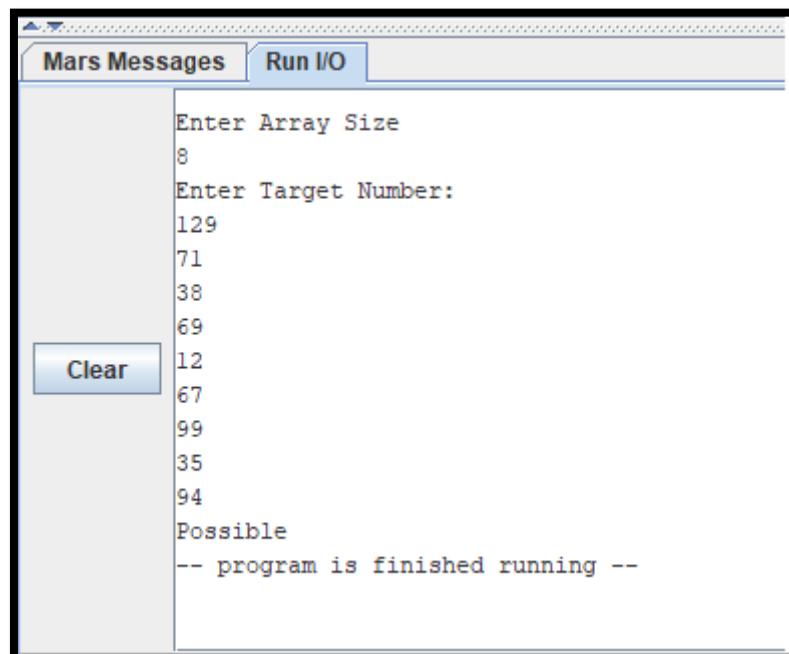 Mars Messages Run I/O
Enter Array Size
8
Enter Target Number:
129
71
38
69
12
67
99
35
94
Possible
-- program is finished running --
Clear